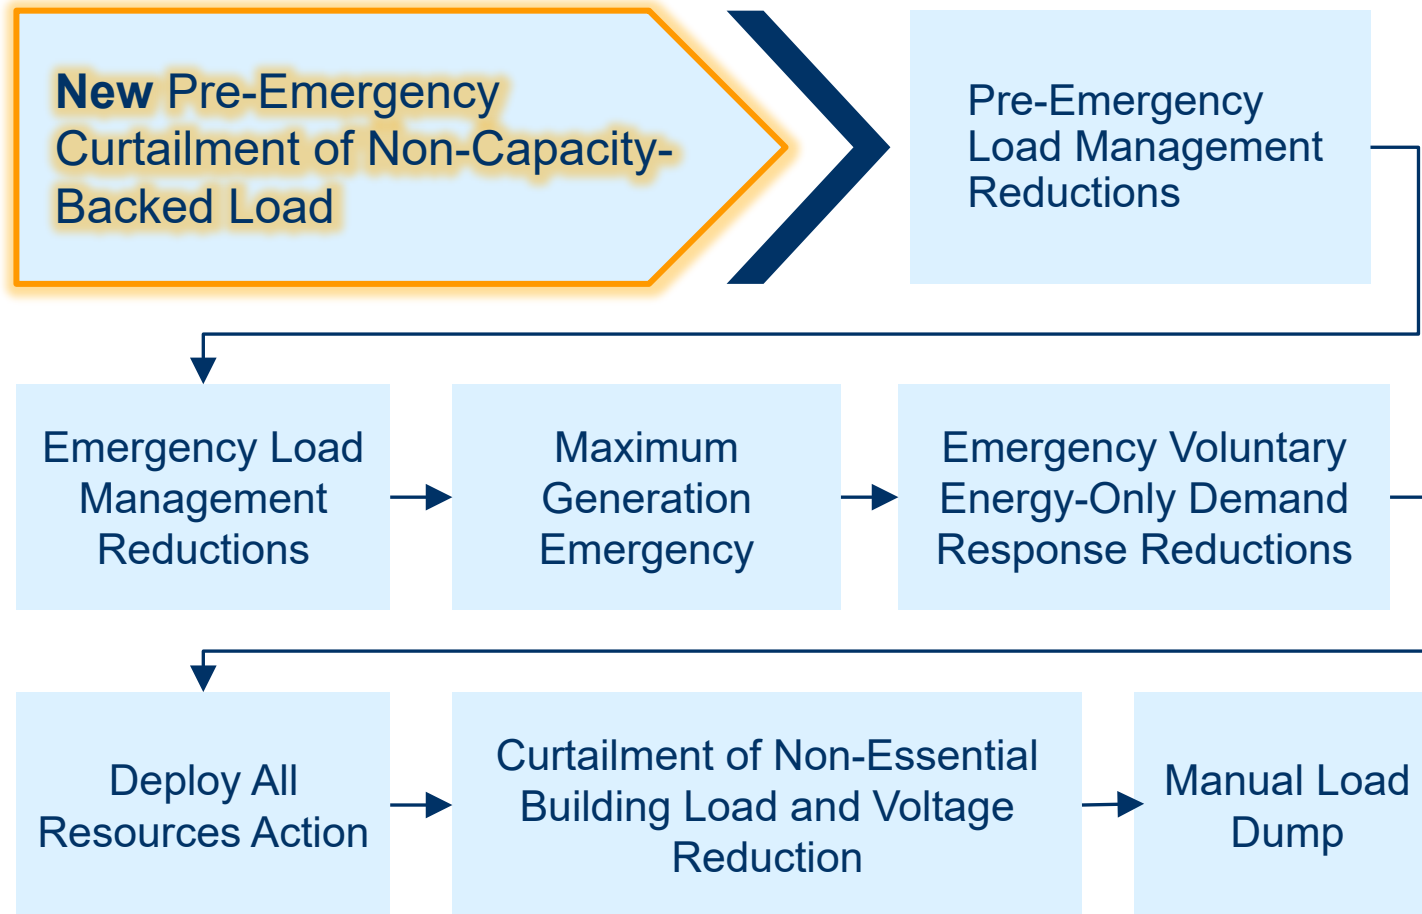 New Pre-Emergency
Curtailment of Non-Capacity-
Backed Load
Pre-Emergency
Load Management
Reductions
Emergency Load
Management
Reductions
Maximum
Generation
Emergency
Emergency Voluntary
Energy-Only Demand
Response Reductions
Deploy All
Resources Action
Curtailment of Non-Essential
Building Load and Voltage
Reduction
Manual Load
Dump